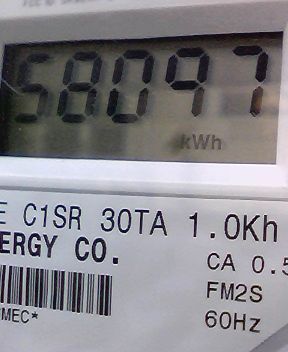 58097
kWh
E C1SR 30TA 1.0Kh
ERGY CO.
CA 0.5
FM2S
MEC*
60Hz